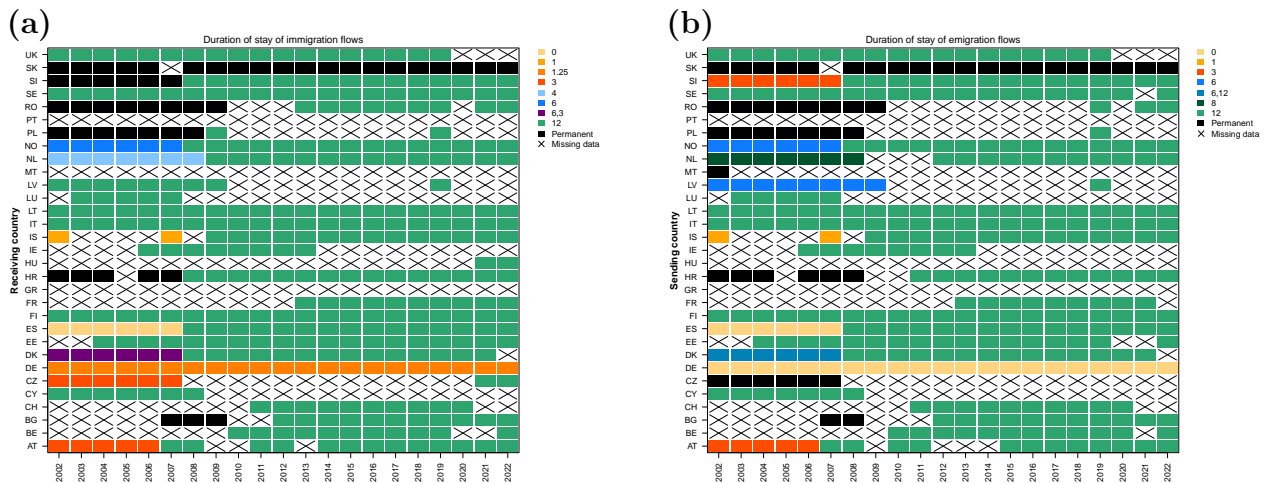 (a)
Duration of stay of immigration flows
Receiving country
UK
SK
SI
SE
RO
PT
PL
NO
NL
MT
LV
LU
LT
IT
IS
IE
HU
HR
GR
FR
FI
ES
EE
DK
DE
CZ
CY
CH
BG
BE
AT
2002 2003 2004 2005 2006 2007 2008 2009 2010 2011 2012 2013 2014 2015 2016 2017 2018 2019 2020 2021 2022
0
1
1.25
3
4
6
6,3
12
Permanent
Missing data
(b)
Duration of stay of emigration flows
Sending country
UK
SK
SI
SE
RO
PT
PL
NO
NL
MT
LV
LU
LT
IT
IS
IE
HU
HR
GR
FR
FI
ES
EE
DK
DE
CZ
CY
CH
BG
BE
AT
2002 2003 2004 2005 2006 2007 2008 2009 2010 2011 2012 2013 2014 2015 2016 2017 2018 2019 2020 2021 2022
0
1
3
6
6,12
8
12
Permanent
Missing data